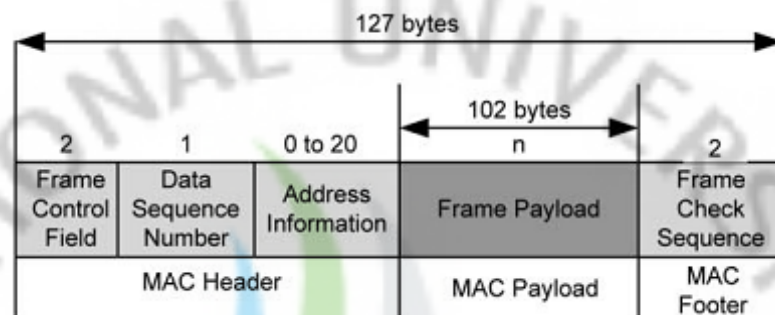 127 bytes
102 bytes
2 1 0 to 20 n 2
Frame Control Field
Data Sequence Number
Address Information
Frame Payload
Frame Check Sequence
MAC Header
MAC Payload
MAC Footer